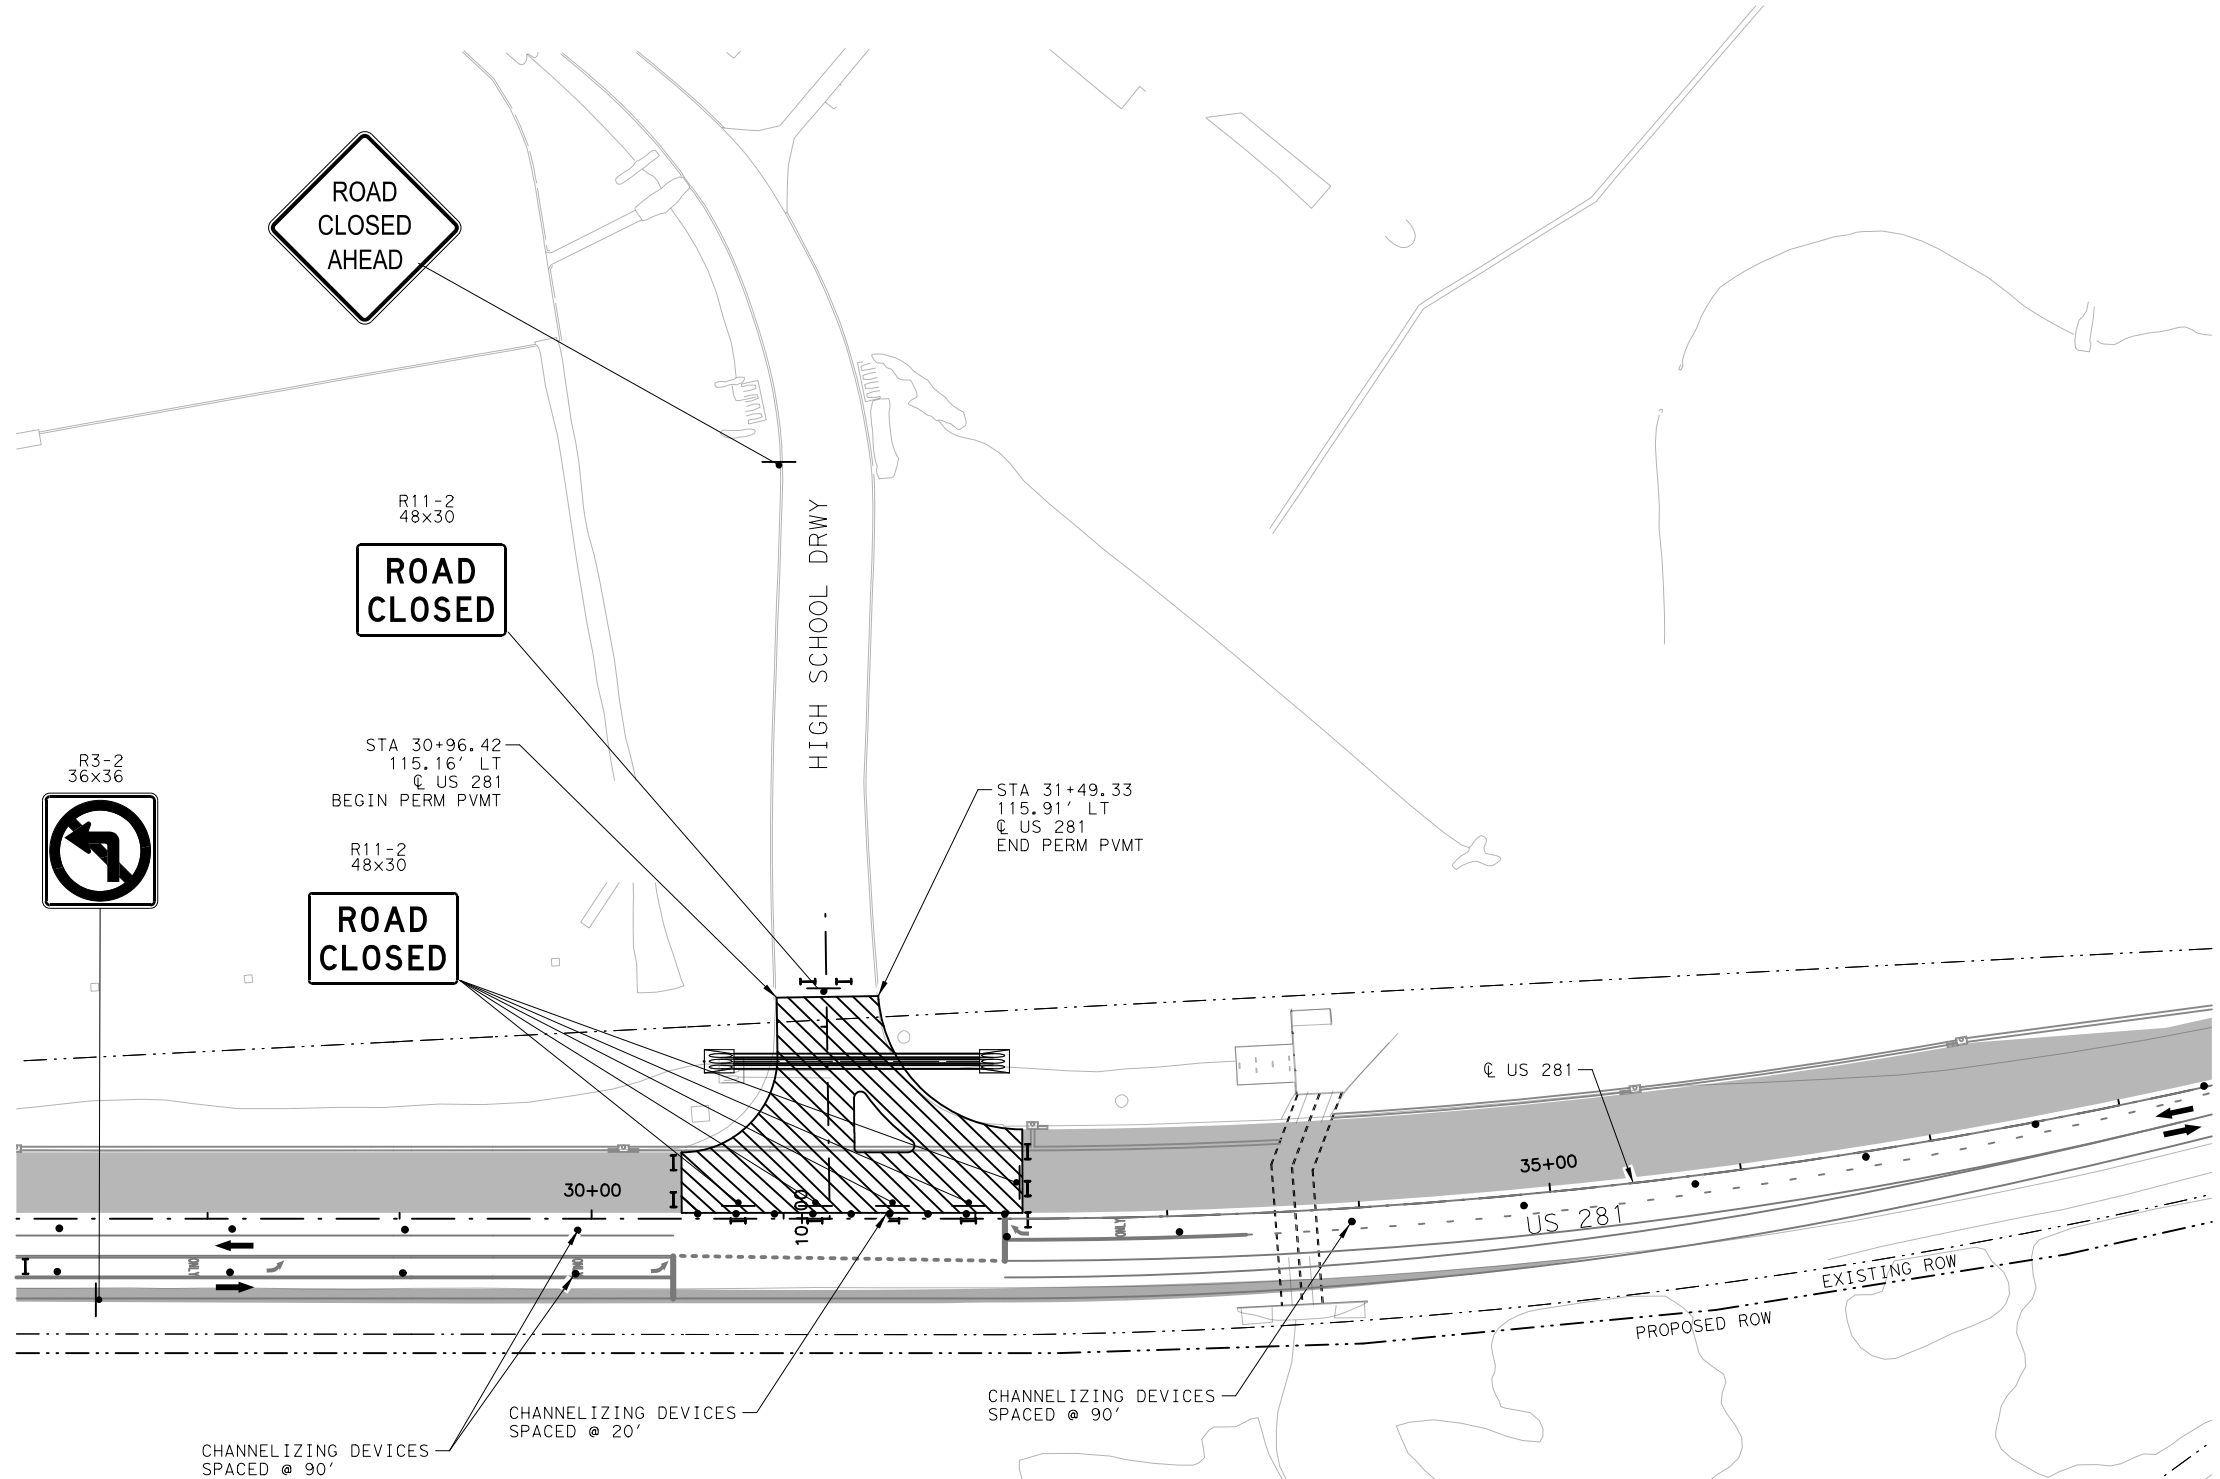 ROAD
CLOSED
AHEAD
R11-2
48x30
ROAD
CLOSED
HIGH SCHOOL DRWY
STA 30+96.42
115.16' LT
℄ US 281
BEGIN PERM PVMT
STA 31+49.33
115.91' LT
℄ US 281
END PERM PVMT
R3-2
36x36
R11-2
48x30
ROAD
CLOSED
℄ US 281
35+00
30+00
10+00
US 281
ONLY
ONLY
EXISTING ROW
PROPOSED ROW
CHANNELIZING DEVICES
SPACED @ 90'
CHANNELIZING DEVICES
SPACED @ 20'
CHANNELIZING DEVICES
SPACED @ 90'